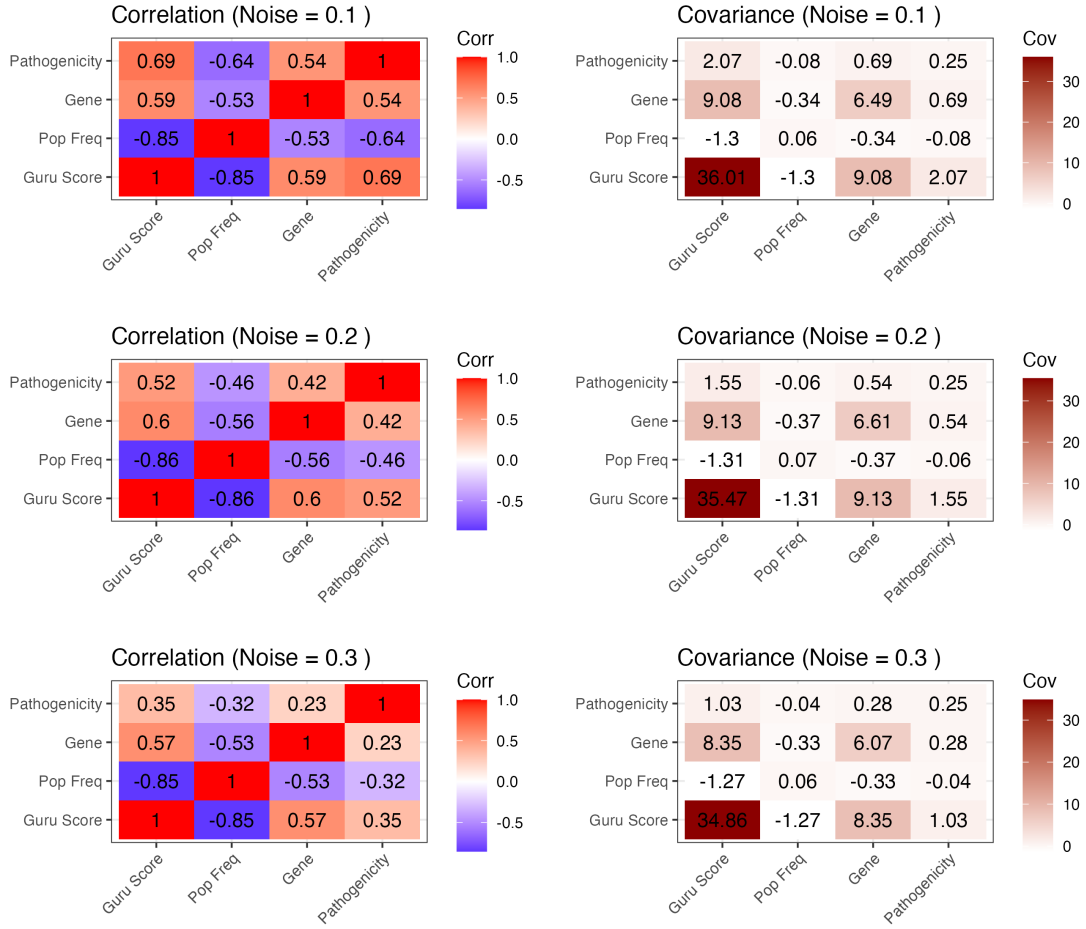 Correlation (Noise = 0.1 )
Corr
Pathogenicity 0.69 -0.64 0.54 1
Gene 0.59 -0.53 1 0.54
Pop Freq -0.85 1 -0.53 -0.64
Guru Score 1 -0.85 0.59 0.69
Guru Score Pop Freq Gene Pathogenicity
1.0
0.5
0.0
-0.5
Covariance (Noise = 0.1 )
Cov
Pathogenicity 2.07 -0.08 0.69 0.25
Gene 9.08 -0.34 6.49 0.69
Pop Freq -1.3 0.06 -0.34 -0.08
Guru Score 36.01 -1.3 9.08 2.07
Guru Score Pop Freq Gene Pathogenicity
30
20
10
0
Correlation (Noise = 0.2 )
Corr
Pathogenicity 0.52 -0.46 0.42 1
Gene 0.6 -0.56 1 0.42
Pop Freq -0.86 1 -0.56 -0.46
Guru Score 1 -0.86 0.6 0.52
Guru Score Pop Freq Gene Pathogenicity
1.0
0.5
0.0
-0.5
Covariance (Noise = 0.2 )
Cov
Pathogenicity 1.55 -0.06 0.54 0.25
Gene 9.13 -0.37 6.61 0.54
Pop Freq -1.31 0.07 -0.37 -0.06
Guru Score 35.47 -1.31 9.13 1.55
Guru Score Pop Freq Gene Pathogenicity
30
20
10
0
Correlation (Noise = 0.3 )
Corr
Pathogenicity 0.35 -0.32 0.23 1
Gene 0.57 -0.53 1 0.23
Pop Freq -0.85 1 -0.53 -0.32
Guru Score 1 -0.85 0.57 0.35
Guru Score Pop Freq Gene Pathogenicity
1.0
0.5
0.0
-0.5
Covariance (Noise = 0.3 )
Cov
Pathogenicity 1.03 -0.04 0.28 0.25
Gene 8.35 -0.33 6.07 0.28
Pop Freq -1.27 0.06 -0.33 -0.04
Guru Score 34.86 -1.27 8.35 1.03
Guru Score Pop Freq Gene Pathogenicity
30
20
10
0